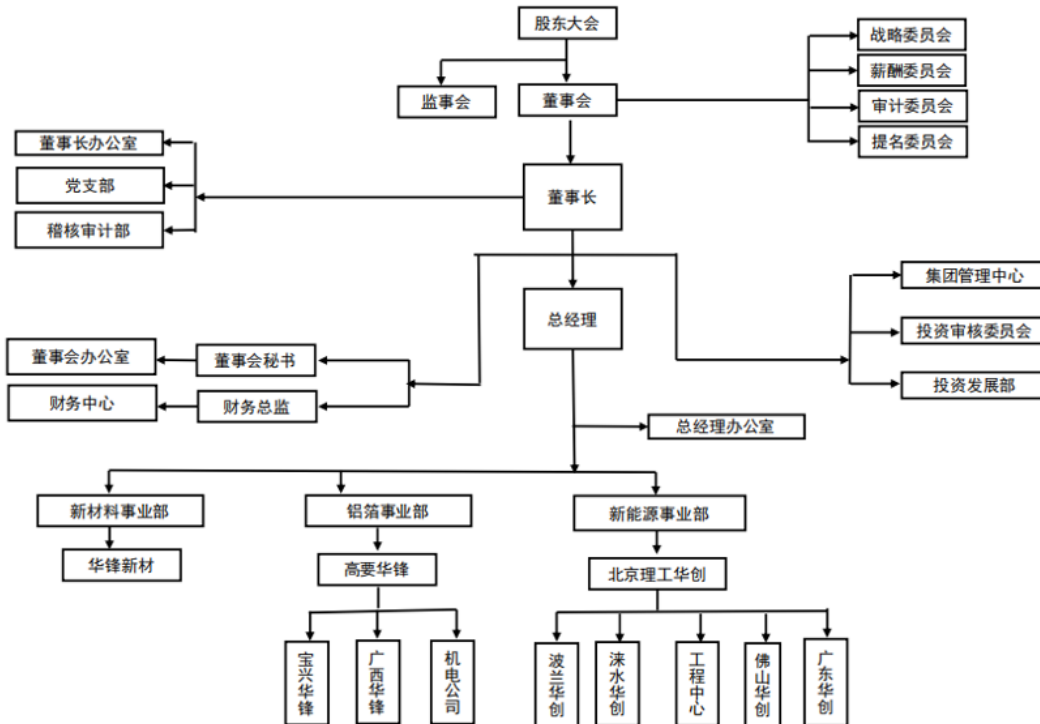 股东大会
监事会
董事会
战略委员会
薪酬委员会
审计委员会
提名委员会
董事长办公室
党支部
稽核审计部
董事长
总经理
集团管理中心
投资审核委员会
投资发展部
董事会办公室
董事会秘书
财务中心
财务总监
总经理办公室
新材料事业部
铝箔事业部
新能源事业部
华锋新材
高要华锋
北京理工华创
宝兴华锋
广西华锋
机电公司
波兰华创
涞水华创
工程中心
佛山华创
广东华创